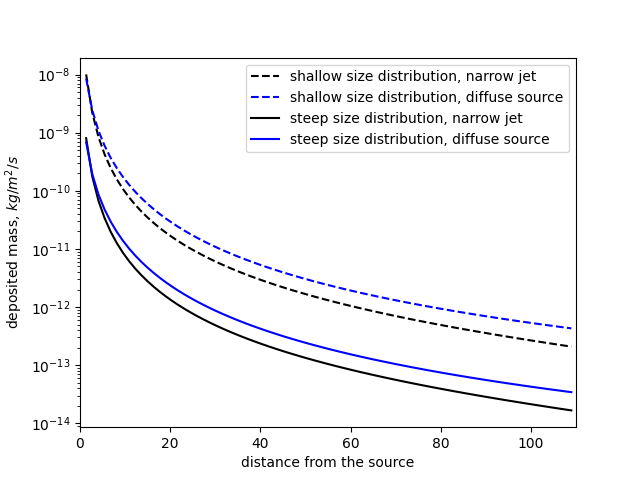 shallow size distribution, narrow jet
shallow size distribution, diffuse source
steep size distribution, narrow jet
steep size distribution, diffuse source
deposited mass, $kg/m^2/s$
10⁻⁸
10⁻⁹
10⁻¹⁰
10⁻¹¹
10⁻¹²
10⁻¹³
10⁻¹⁴
0 20 40 60 80 100
distance from the source